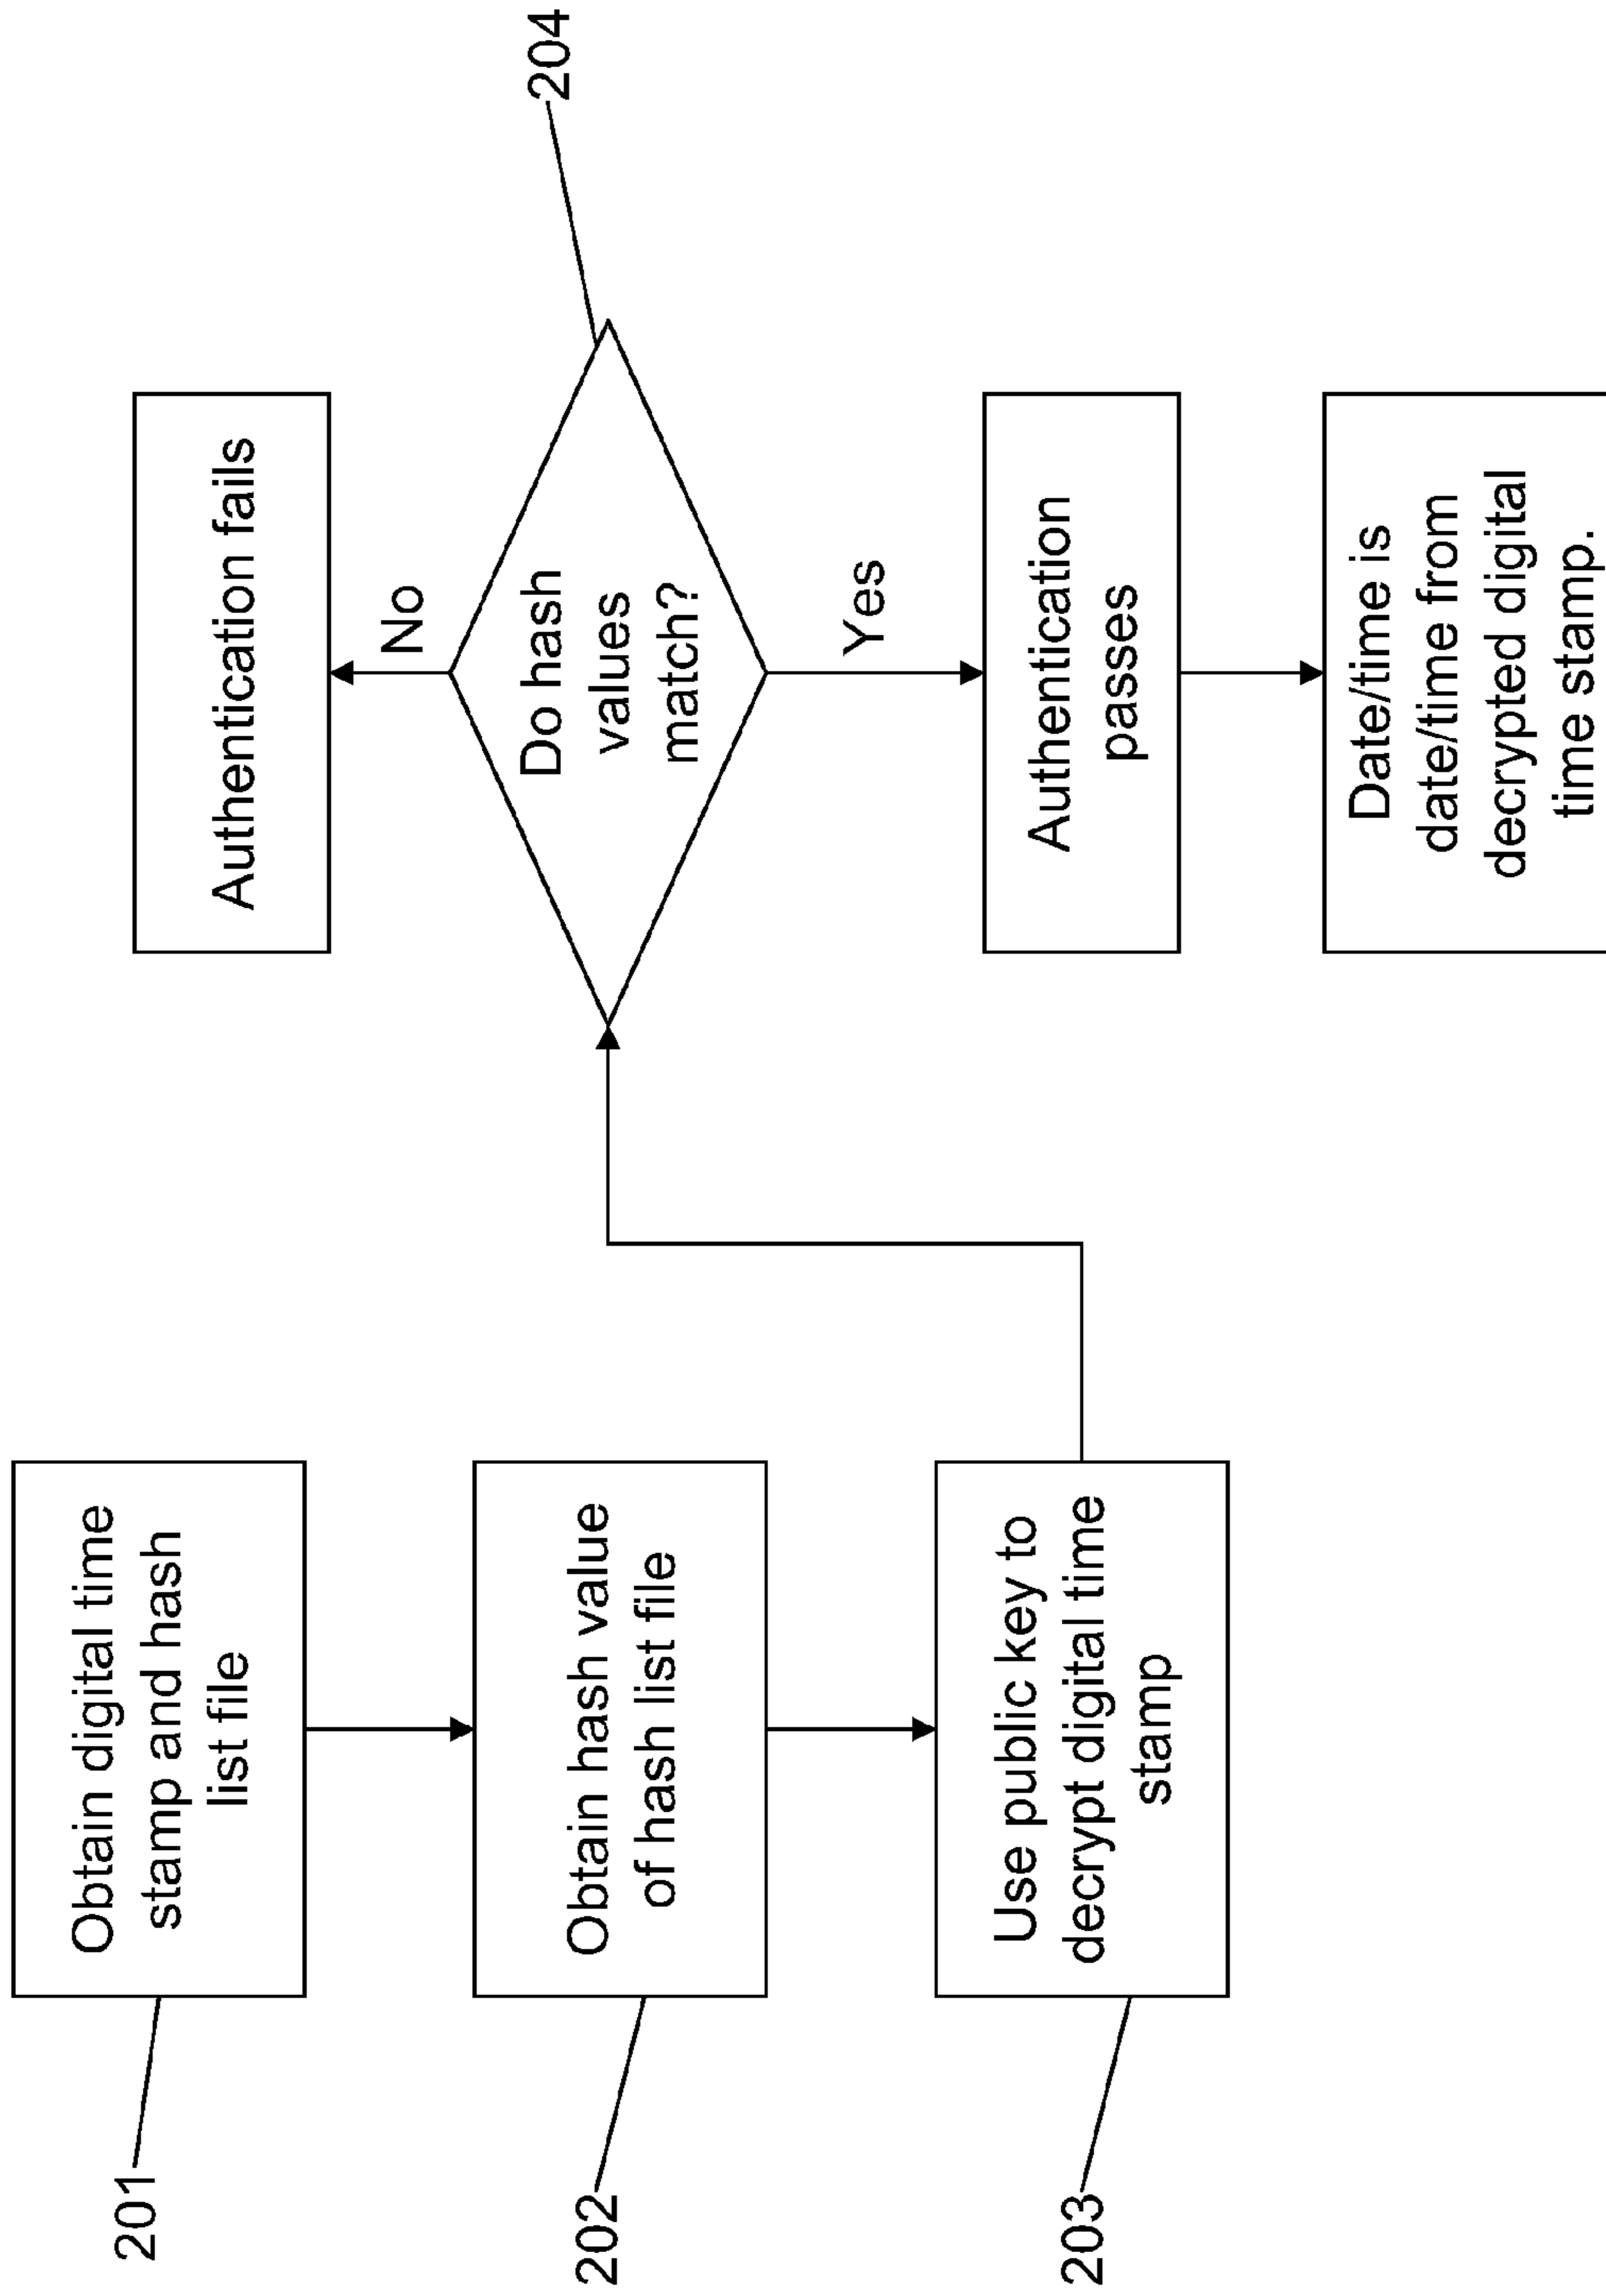 201
Obtain digital time
stamp and hash
list file
202
Obtain hash value
of hash list file
203
Use public key to
decrypt digital time
stamp
204
Do hash
values
match?
No
Authentication fails
Yes
Authentication
passes
Date/time is
date/time from
decrypted digital
time stamp.